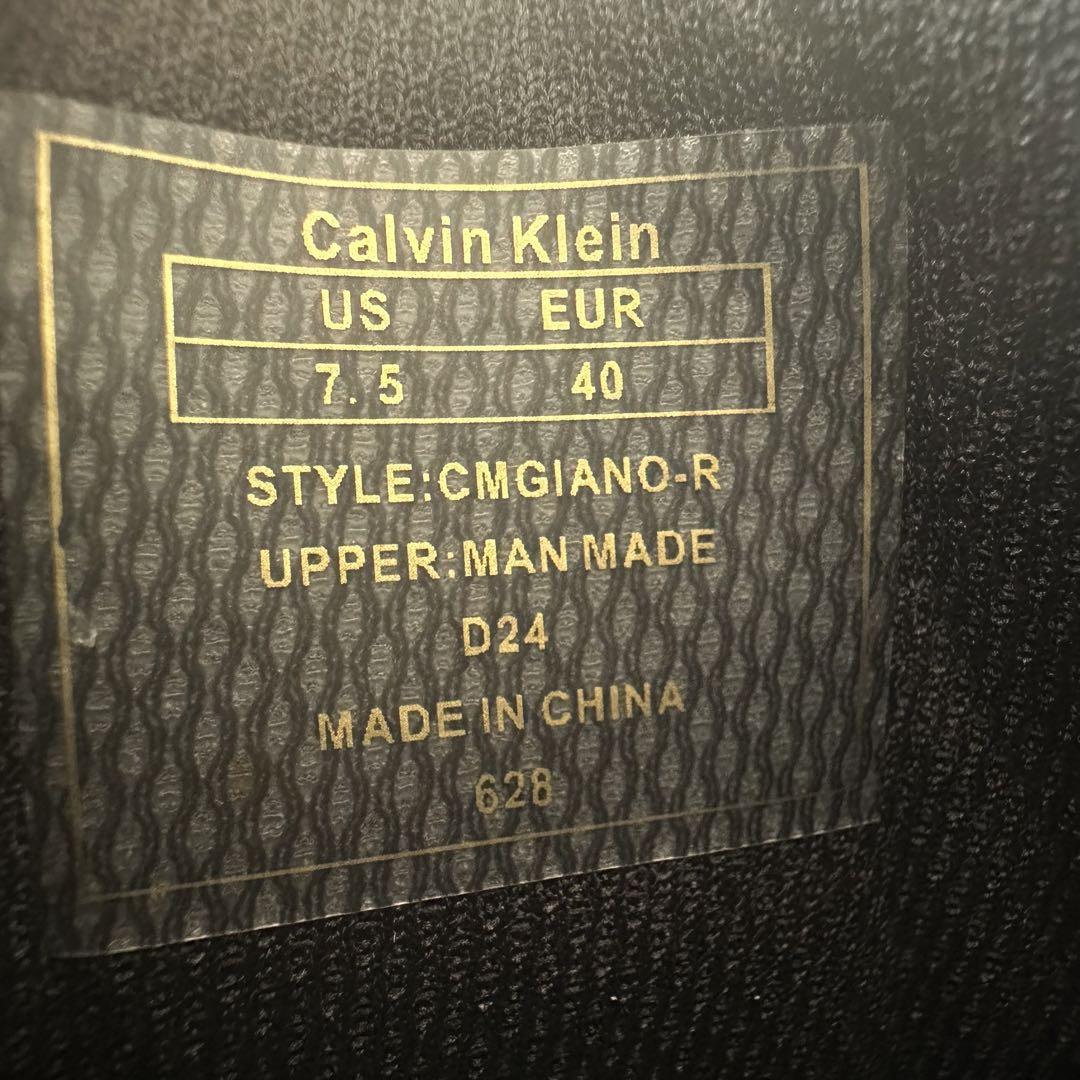 Calvin Klein
US EUR
7.5 40
STYLE:CMGIANO-R
UPPER:MAN MADE
D24
MADE IN CHINA
628